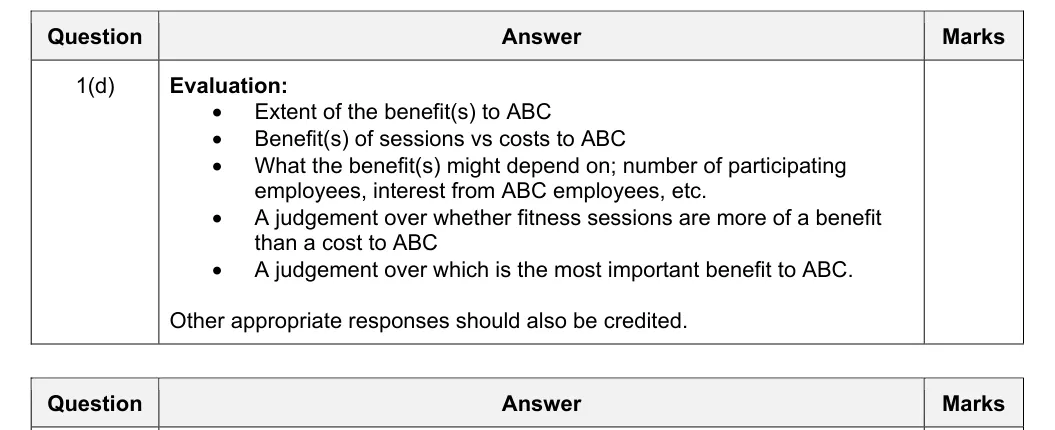 Question Answer Marks
1(d) Evaluation:
• Extent of the benefit(s) to ABC
• Benefit(s) of sessions vs costs to ABC
• What the benefit(s) might depend on; number of participating
employees, interest from ABC employees, etc.
• A judgement over whether fitness sessions are more of a benefit
than a cost to ABC
• A judgement over which is the most important benefit to ABC.
Other appropriate responses should also be credited.
Question Answer Marks